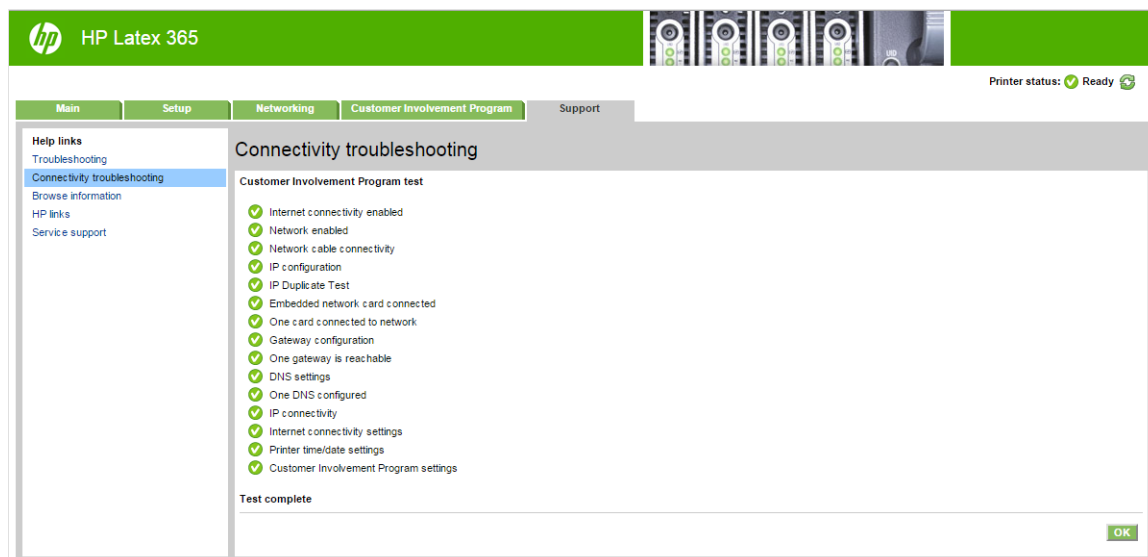 hp HP Latex 365
UID
Printer status: Ready
Main Setup Networking Customer Involvement Program Support
Help links
Troubleshooting
Connectivity troubleshooting
Browse information
HP links
Service support
Connectivity troubleshooting
Customer Involvement Program test
Internet connectivity enabled
Network enabled
Network cable connectivity
IP configuration
IP Duplicate Test
Embedded network card connected
One card connected to network
Gateway configuration
One gateway is reachable
DNS settings
One DNS configured
IP connectivity
Internet connectivity settings
Printer time/date settings
Customer Involvement Program settings
Test complete
OK